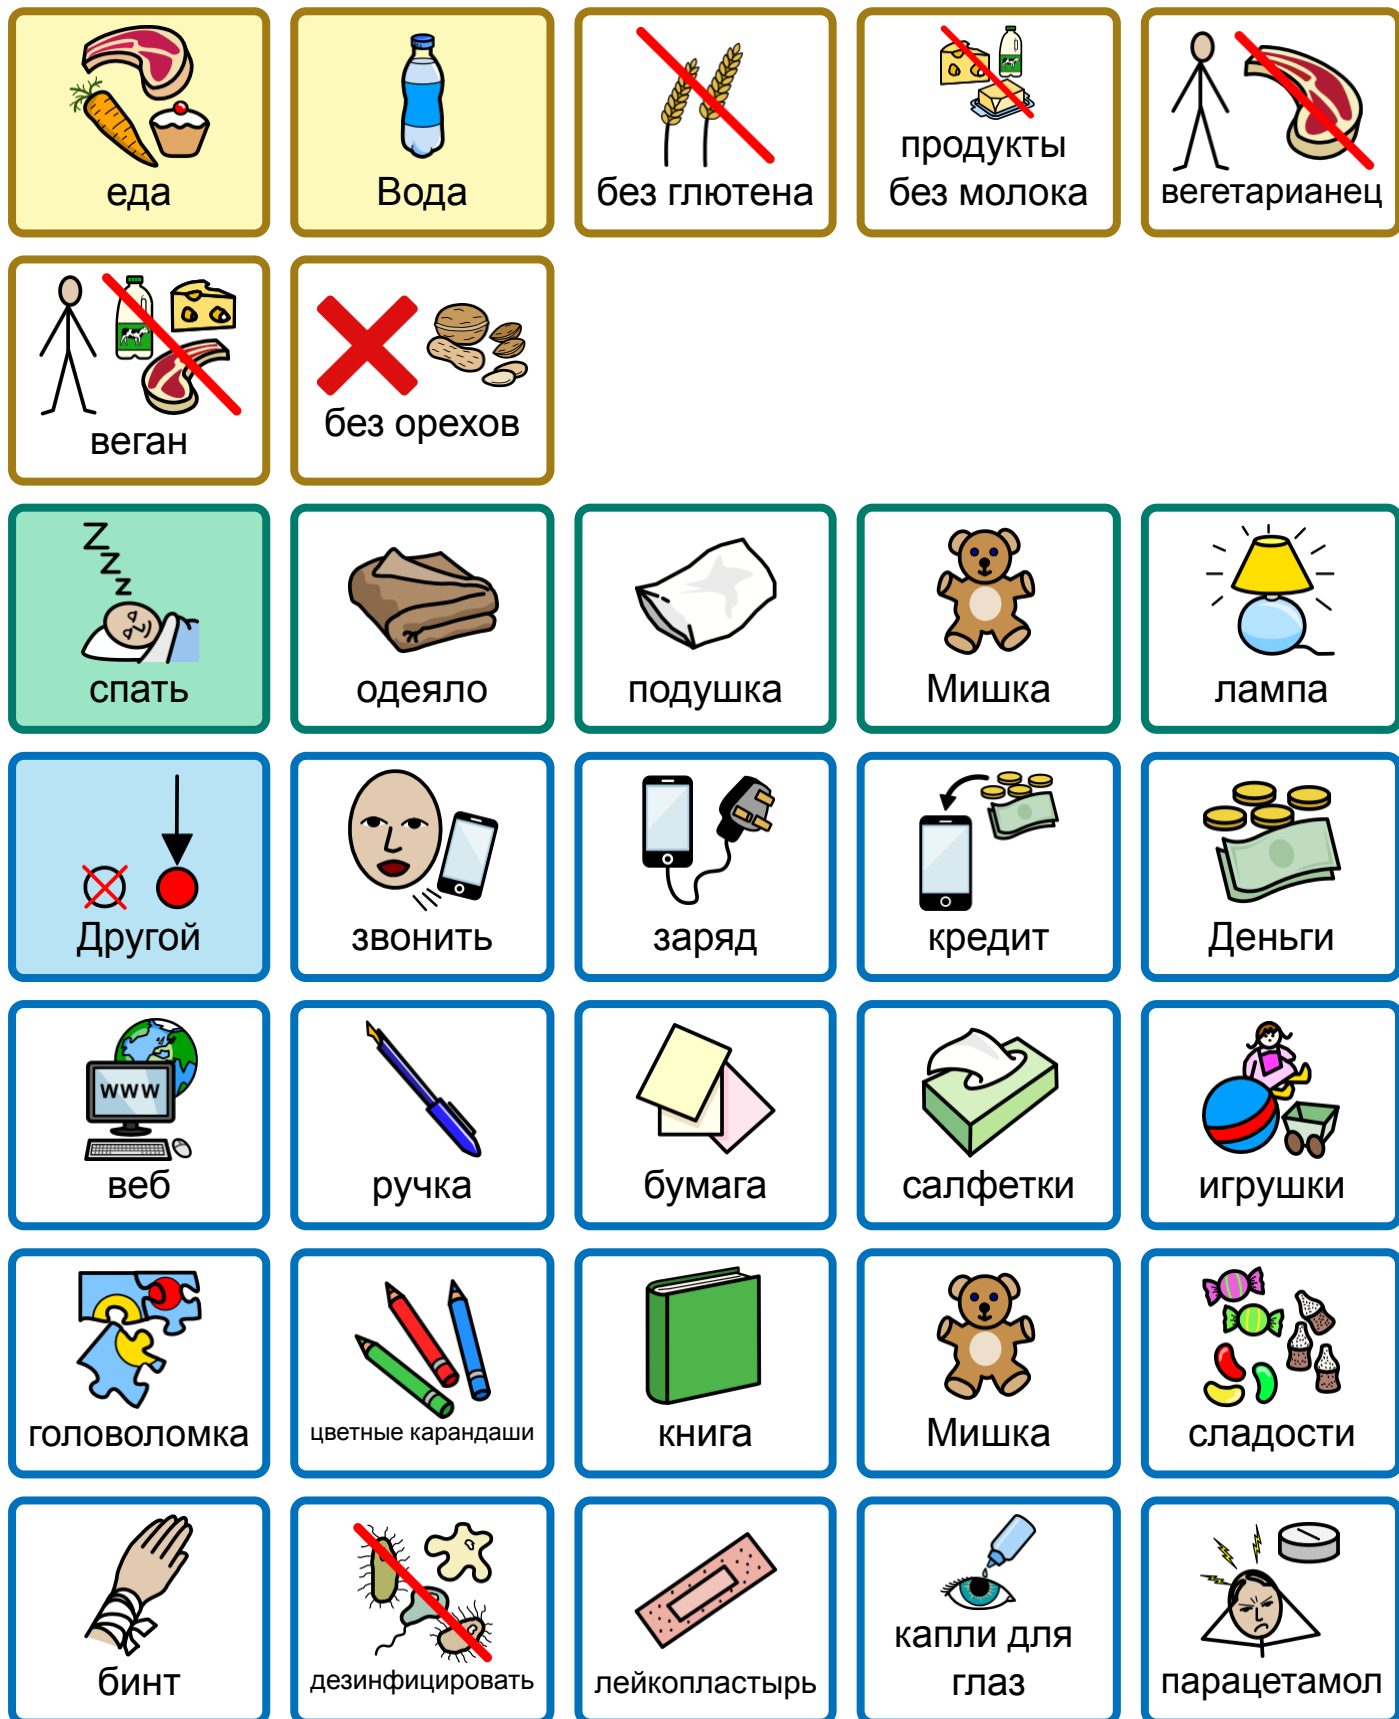 еда
Вода
без глютена
продукты
без молока
вегетарианец
веган
без орехов
Z
Z
Z
спать
одеяло
подушка
Мишка
лампа
Другой
звонить
заряд
кредит
Деньги
www
веб
ручка
бумага
салфетки
игрушки
головоломка
цветные карандаши
книга
Мишка
сладости
бинт
дезинфицировать
лейкопластырь
капли для
глаз
парацетамол